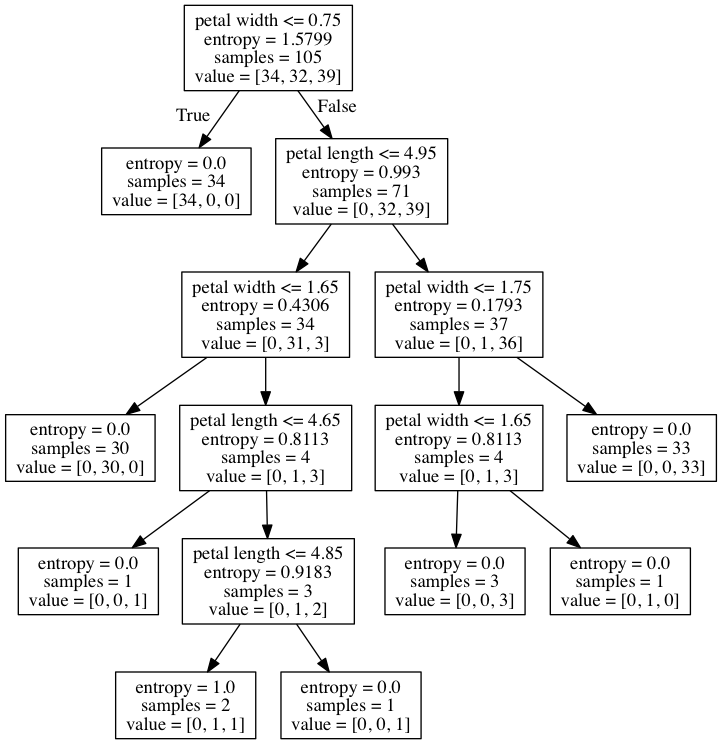 petal width <= 0.75
entropy = 1.5799
samples = 105
value = [34, 32, 39]
True
False
entropy = 0.0
samples = 34
value = [34, 0, 0]
petal length <= 4.95
entropy = 0.993
samples = 71
value = [0, 32, 39]
petal width <= 1.65
entropy = 0.4306
samples = 34
value = [0, 31, 3]
petal width <= 1.75
entropy = 0.1793
samples = 37
value = [0, 1, 36]
entropy = 0.0
samples = 30
value = [0, 30, 0]
petal length <= 4.65
entropy = 0.8113
samples = 4
value = [0, 1, 3]
petal width <= 1.65
entropy = 0.8113
samples = 4
value = [0, 1, 3]
entropy = 0.0
samples = 33
value = [0, 0, 33]
entropy = 0.0
samples = 1
value = [0, 0, 1]
petal length <= 4.85
entropy = 0.9183
samples = 3
value = [0, 1, 2]
entropy = 0.0
samples = 3
value = [0, 0, 3]
entropy = 0.0
samples = 1
value = [0, 1, 0]
entropy = 1.0
samples = 2
value = [0, 1, 1]
entropy = 0.0
samples = 1
value = [0, 0, 1]